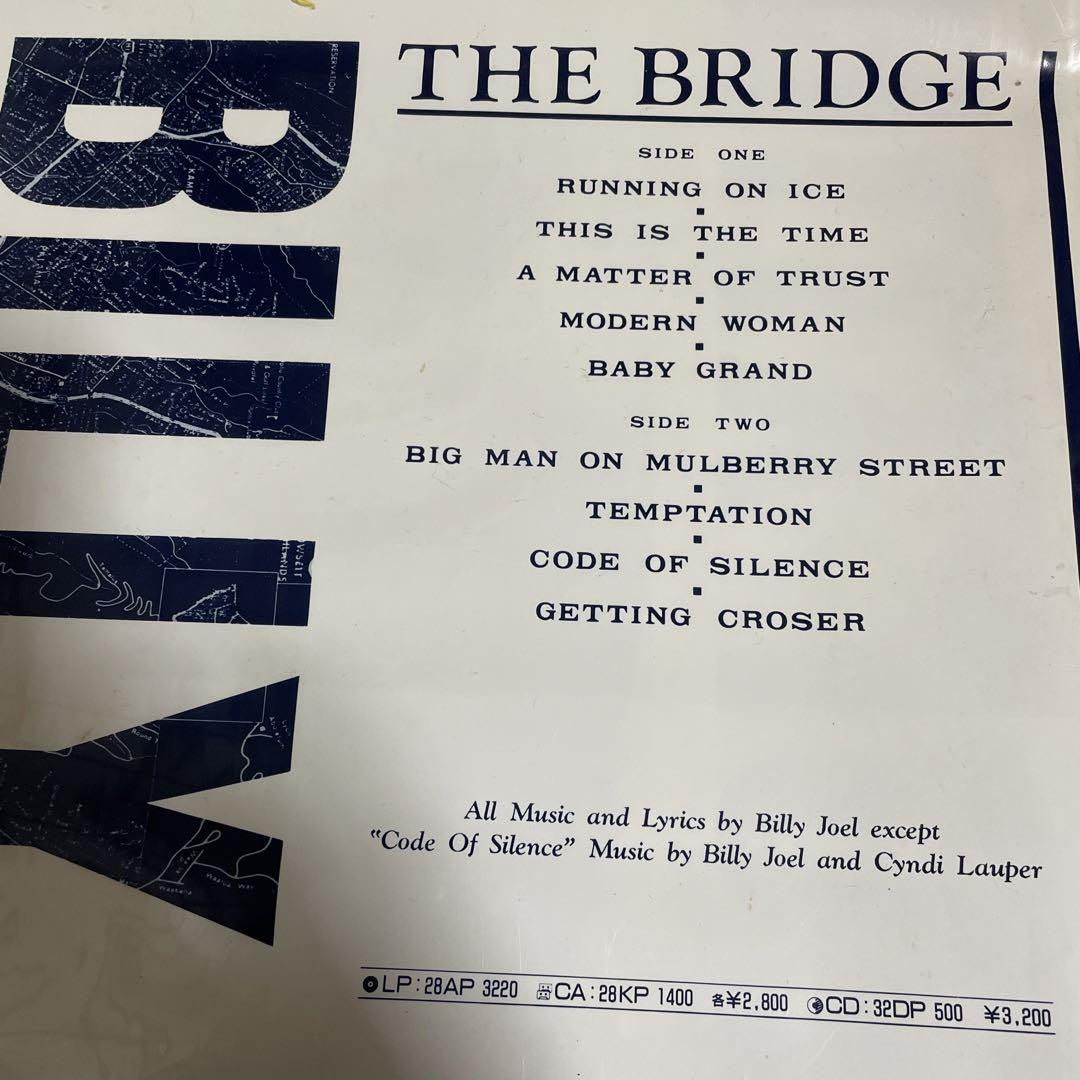 THE BRIDGE
SIDE ONE
RUNNING ON ICE
THIS IS THE TIME
A MATTER OF TRUST
MODERN WOMAN
BABY GRAND
SIDE TWO
BIG MAN ON MULBERRY STREET
TEMPTATION
CODE OF SILENCE
GETTING CROSER
All Music and Lyrics by Billy Joel except
"Code Of Silence" Music by Billy Joel and Cyndi Lauper
LP:28AP 3220 CA:28KP 1400 各¥2,800 CD:32DP 500 ¥3,200
BILLY
RESERVATION